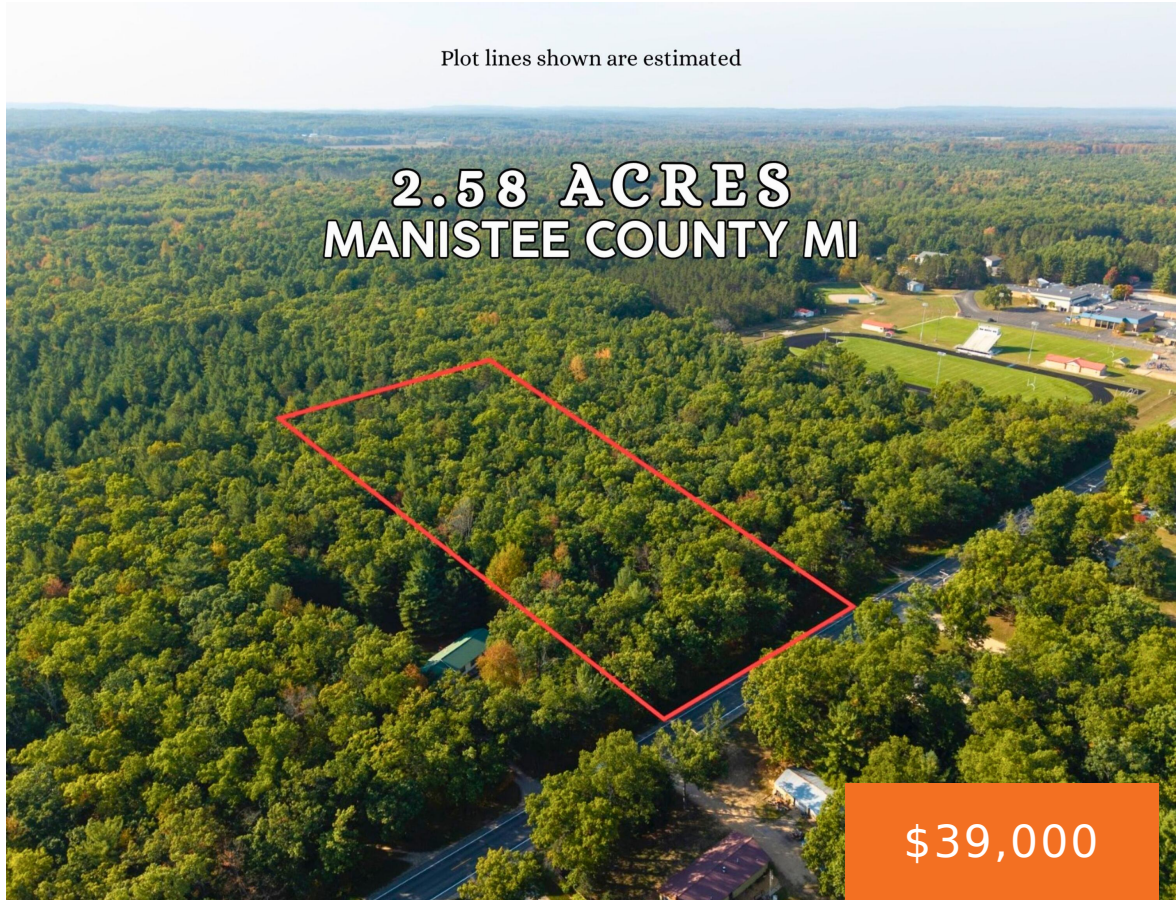 Plot lines shown are estimated
2.58 ACRES
MANISTEE COUNTY MI
$39,000